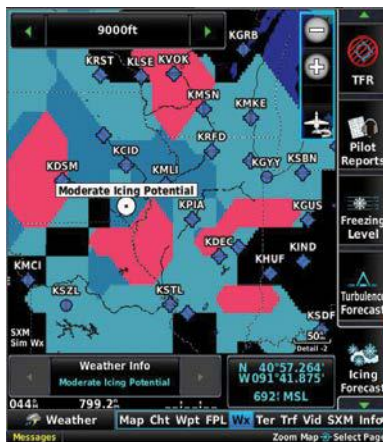 9000ft
KGRB
KRST KLSE KVOK
KMSN
KMKE
TFR
KRFD
KCID
KDSM
KMLI
KGYY KSBN
Pilot
Reports
Moderate Icing Potential
KPIA
KGUS
Freezing
Level
KDEC
KIND
KMCI
KHUF
KSZL
KSTL
Turbulence
Forecast
KSDF
SXM
Sim Wx
50
Detail -2
Weather Info
Moderate Icing Potential
N 40°57.264'
W091°41.875'
692ft MSL
Icing
Forecast
044° 799.2
Weather Map Cht Wpt FPL Wx Ter Trf Vid SXM Info
Messages Zoom Map Select Page